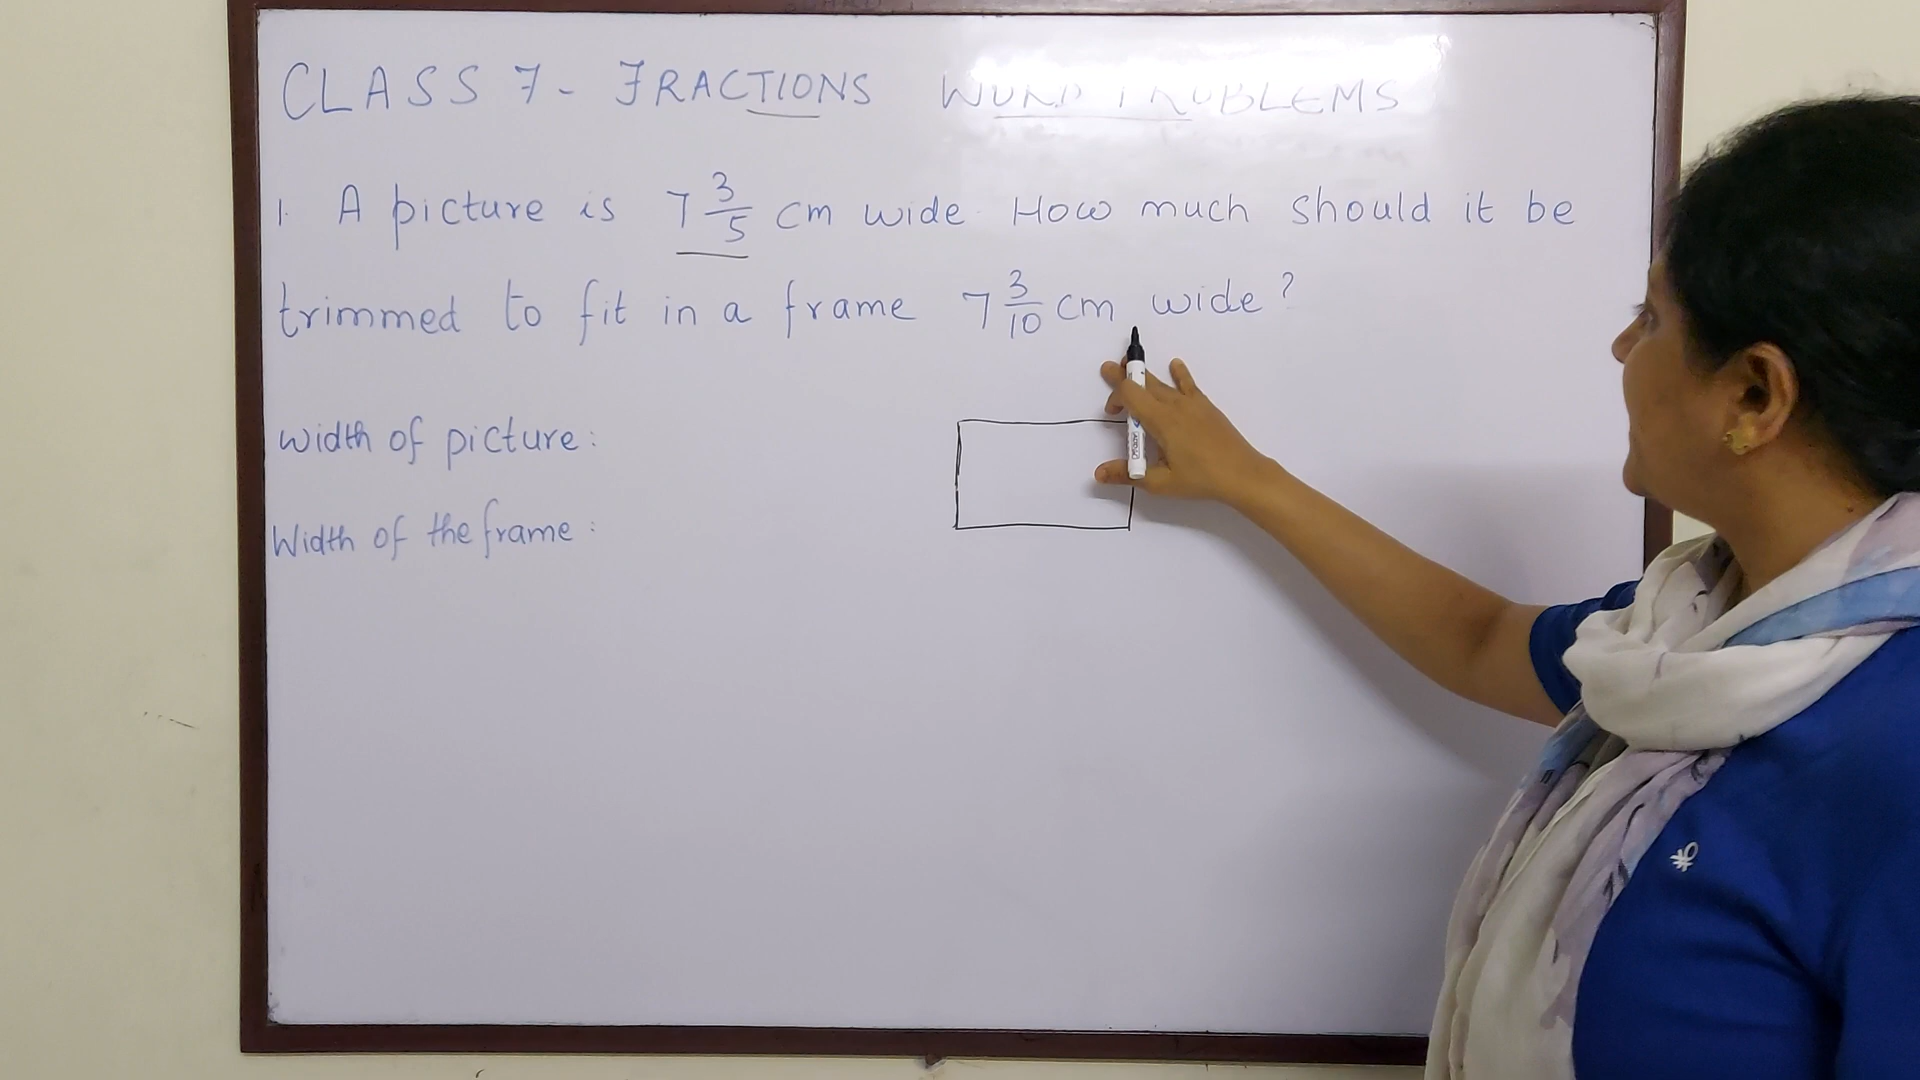 CLASS 7 - FRACTIONS WORD PROBLEMS
1. A picture is 7 3/5 cm wide. How much should it be
trimmed to fit in a frame 7 3/10 cm wide?
Width of picture:
Width of the frame: